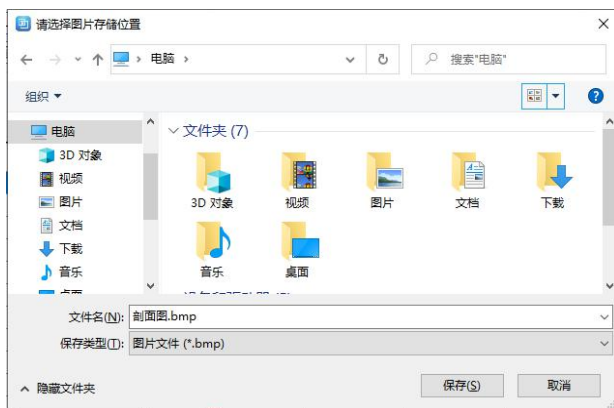 请选择图片存储位置
电脑
搜索"电脑"
组织
电脑
3D 对象
视频
图片
文档
下载
音乐
桌面
文件夹 (7)
3D 对象
视频
图片
文档
下载
音乐
桌面
文件名(N): 剖面图.bmp
保存类型(T): 图片文件 (*.bmp)
隐藏文件夹
保存(S)
取消